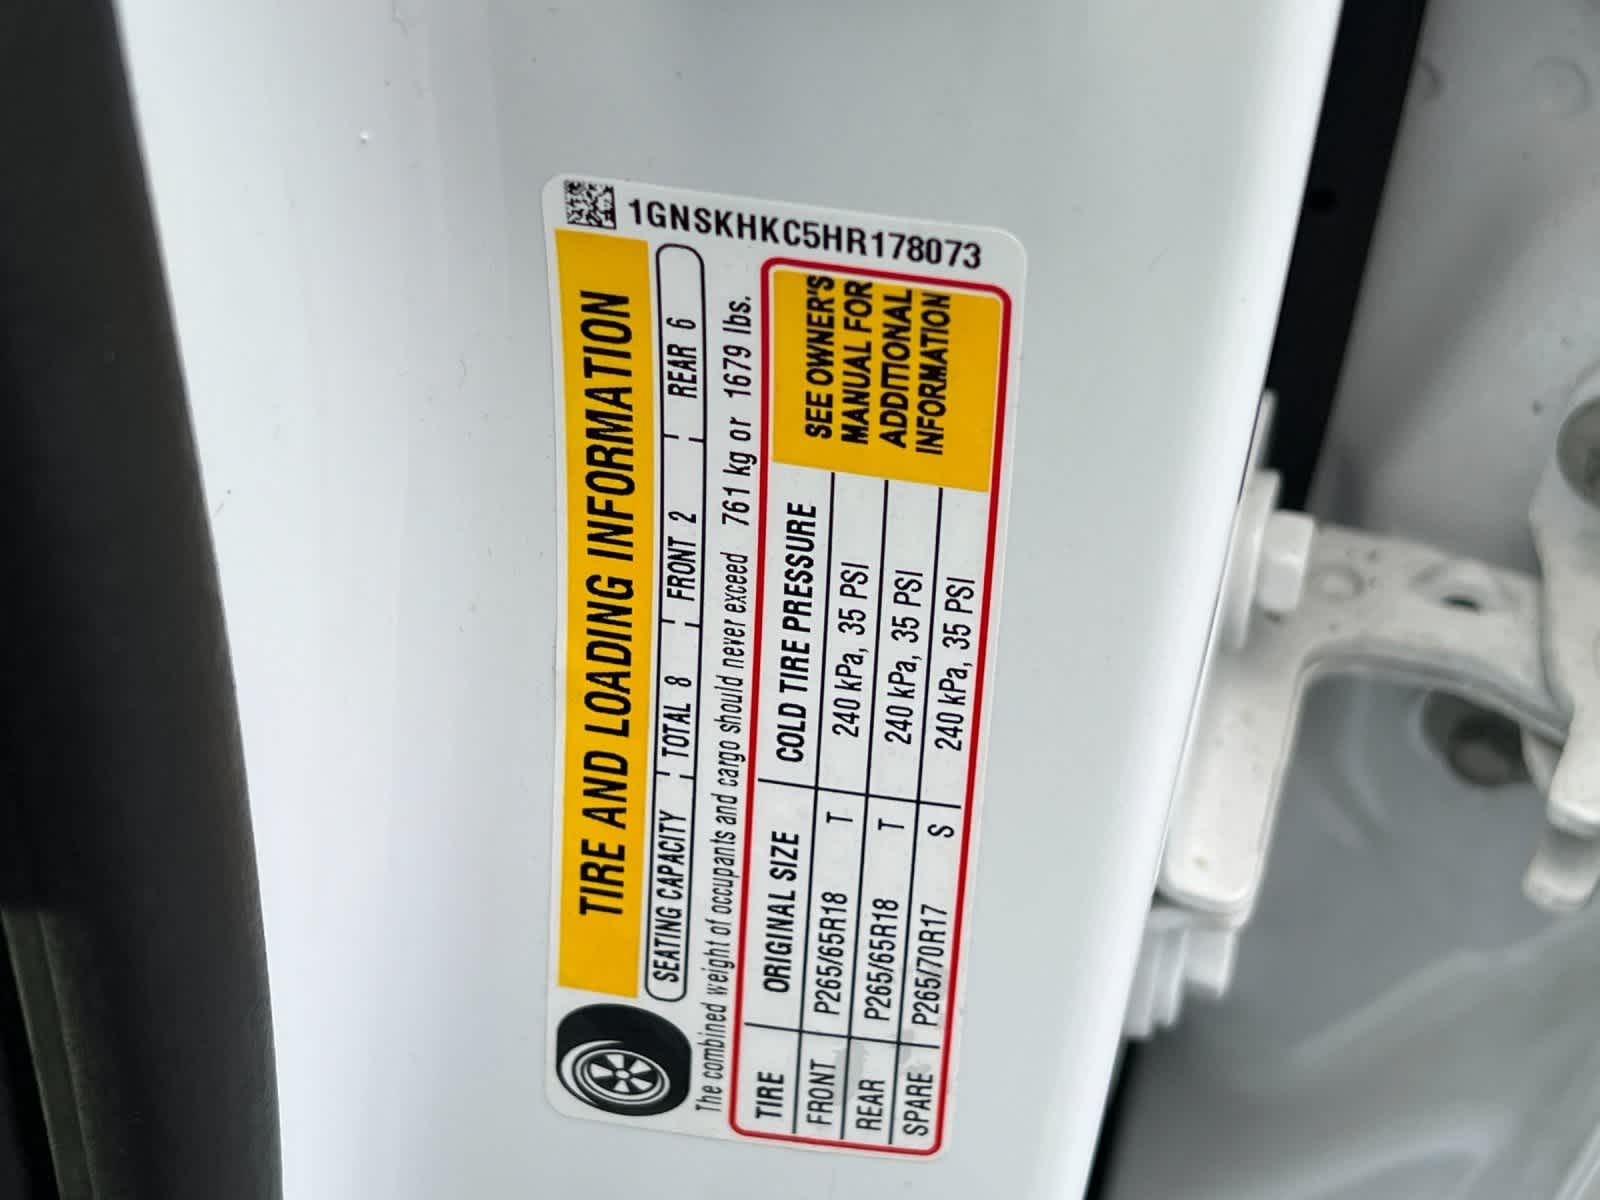 1GNSKHKC5HR178073
TIRE AND LOADING INFORMATION
SEATING CAPACITY TOTAL 8 FRONT 2 REAR 6
The combined weight of occupants and cargo should never exceed 761 kg or 1679 lbs.
TIRE ORIGINAL SIZE COLD TIRE PRESSURE
FRONT P265/65R18 T 240 kPa, 35 PSI
REAR P265/65R18 T 240 kPa, 35 PSI
SPARE P265/70R17 S 240 kPa, 35 PSI
SEE OWNER'S
MANUAL FOR
ADDITIONAL
INFORMATION